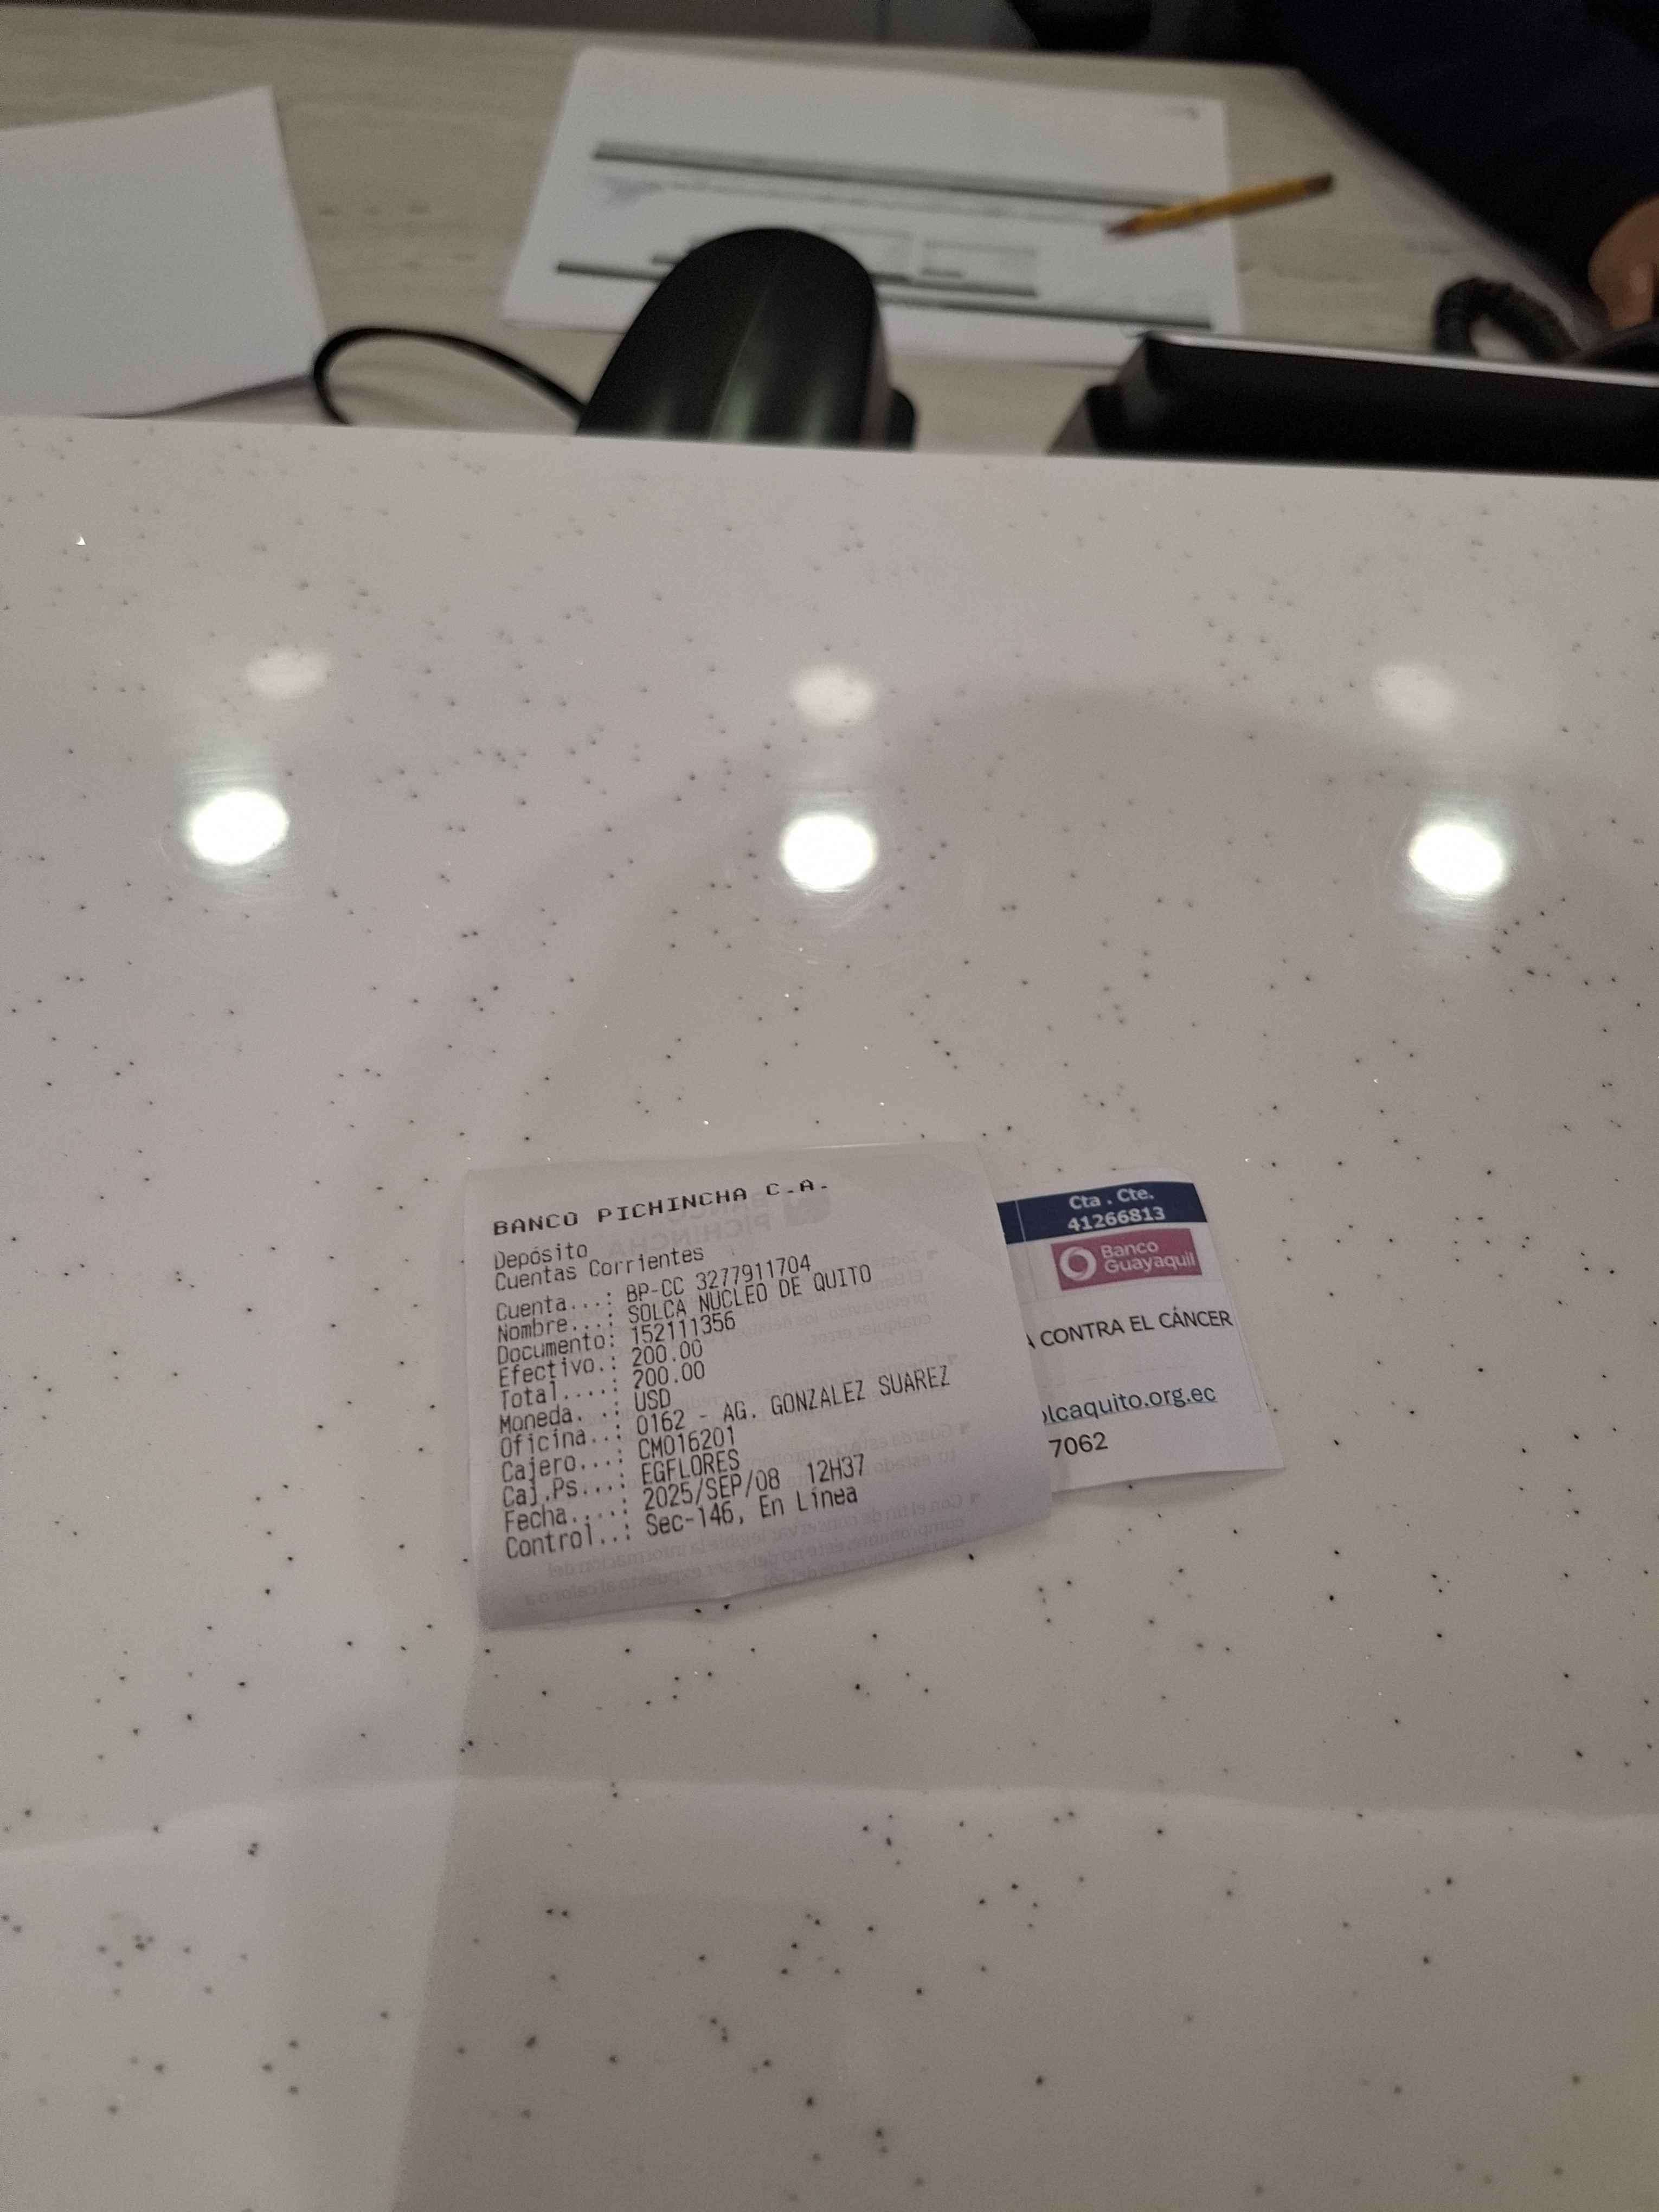 BANCO PICHINCHA C.A.
Depósito
Cuentas Corrientes
Cuenta...: BP-CC 3277911704
Nombre...: SOLCA NUCLEO DE QUITO
Documento: 152111356
Efectivo.: 200.00
Total....: 200.00
Moneda. .: USD
Oficina..: 0162 - AG. GONZALEZ SUAREZ
Cajero...: CM016201
Caj.Ps...: EGFLORES
Fecha....: 2025/SEP/08 12H37
Control..: Sec-146, En Línea
Cta . Cte.
41266813
Banco
Guayaquil
A CONTRA EL CÁNCER
olcaquito.org.ec
7062